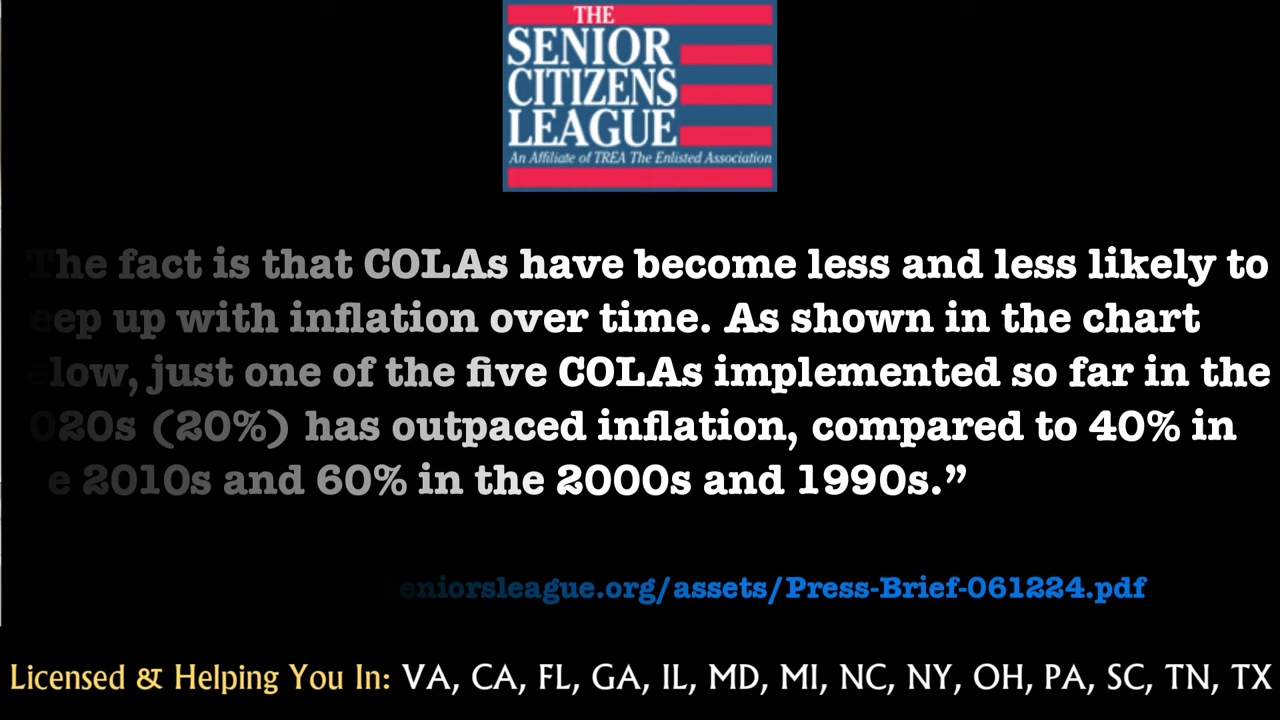 THE
SENIOR
CITIZENS
LEAGUE
An Affiliate of TREA The Enlisted Association
The fact is that COLAs have become less and less likely to
eep up with inflation over time. As shown in the chart
elow, just one of the five COLAs implemented so far in the
020s (20%) has outpaced inflation, compared to 40% in
e 2010s and 60% in the 2000s and 1990s.”
eniorsleague.org/assets/Press-Brief-061224.pdf
Licensed & Helping You In: VA, CA, FL, GA, IL, MD, MI, NC, NY, OH, PA, SC, TN, TX